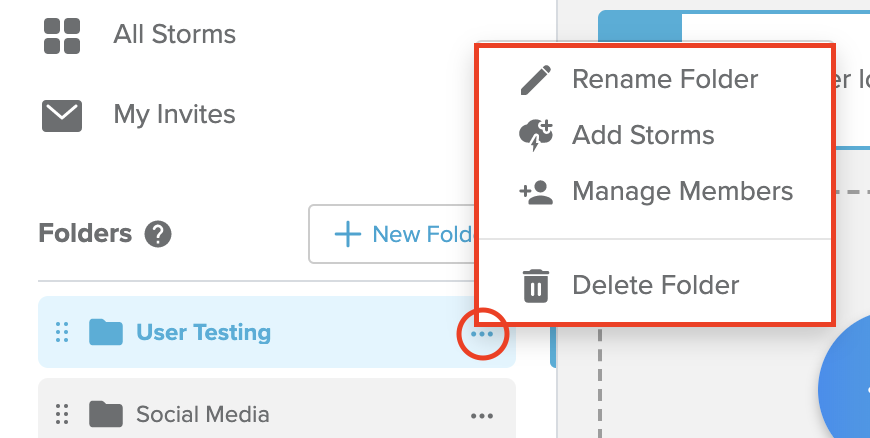 All Storms
My Invites
Folders
New Fold
User Testing
Social Media
Rename Folder
Add Storms
Manage Members
Delete Folder